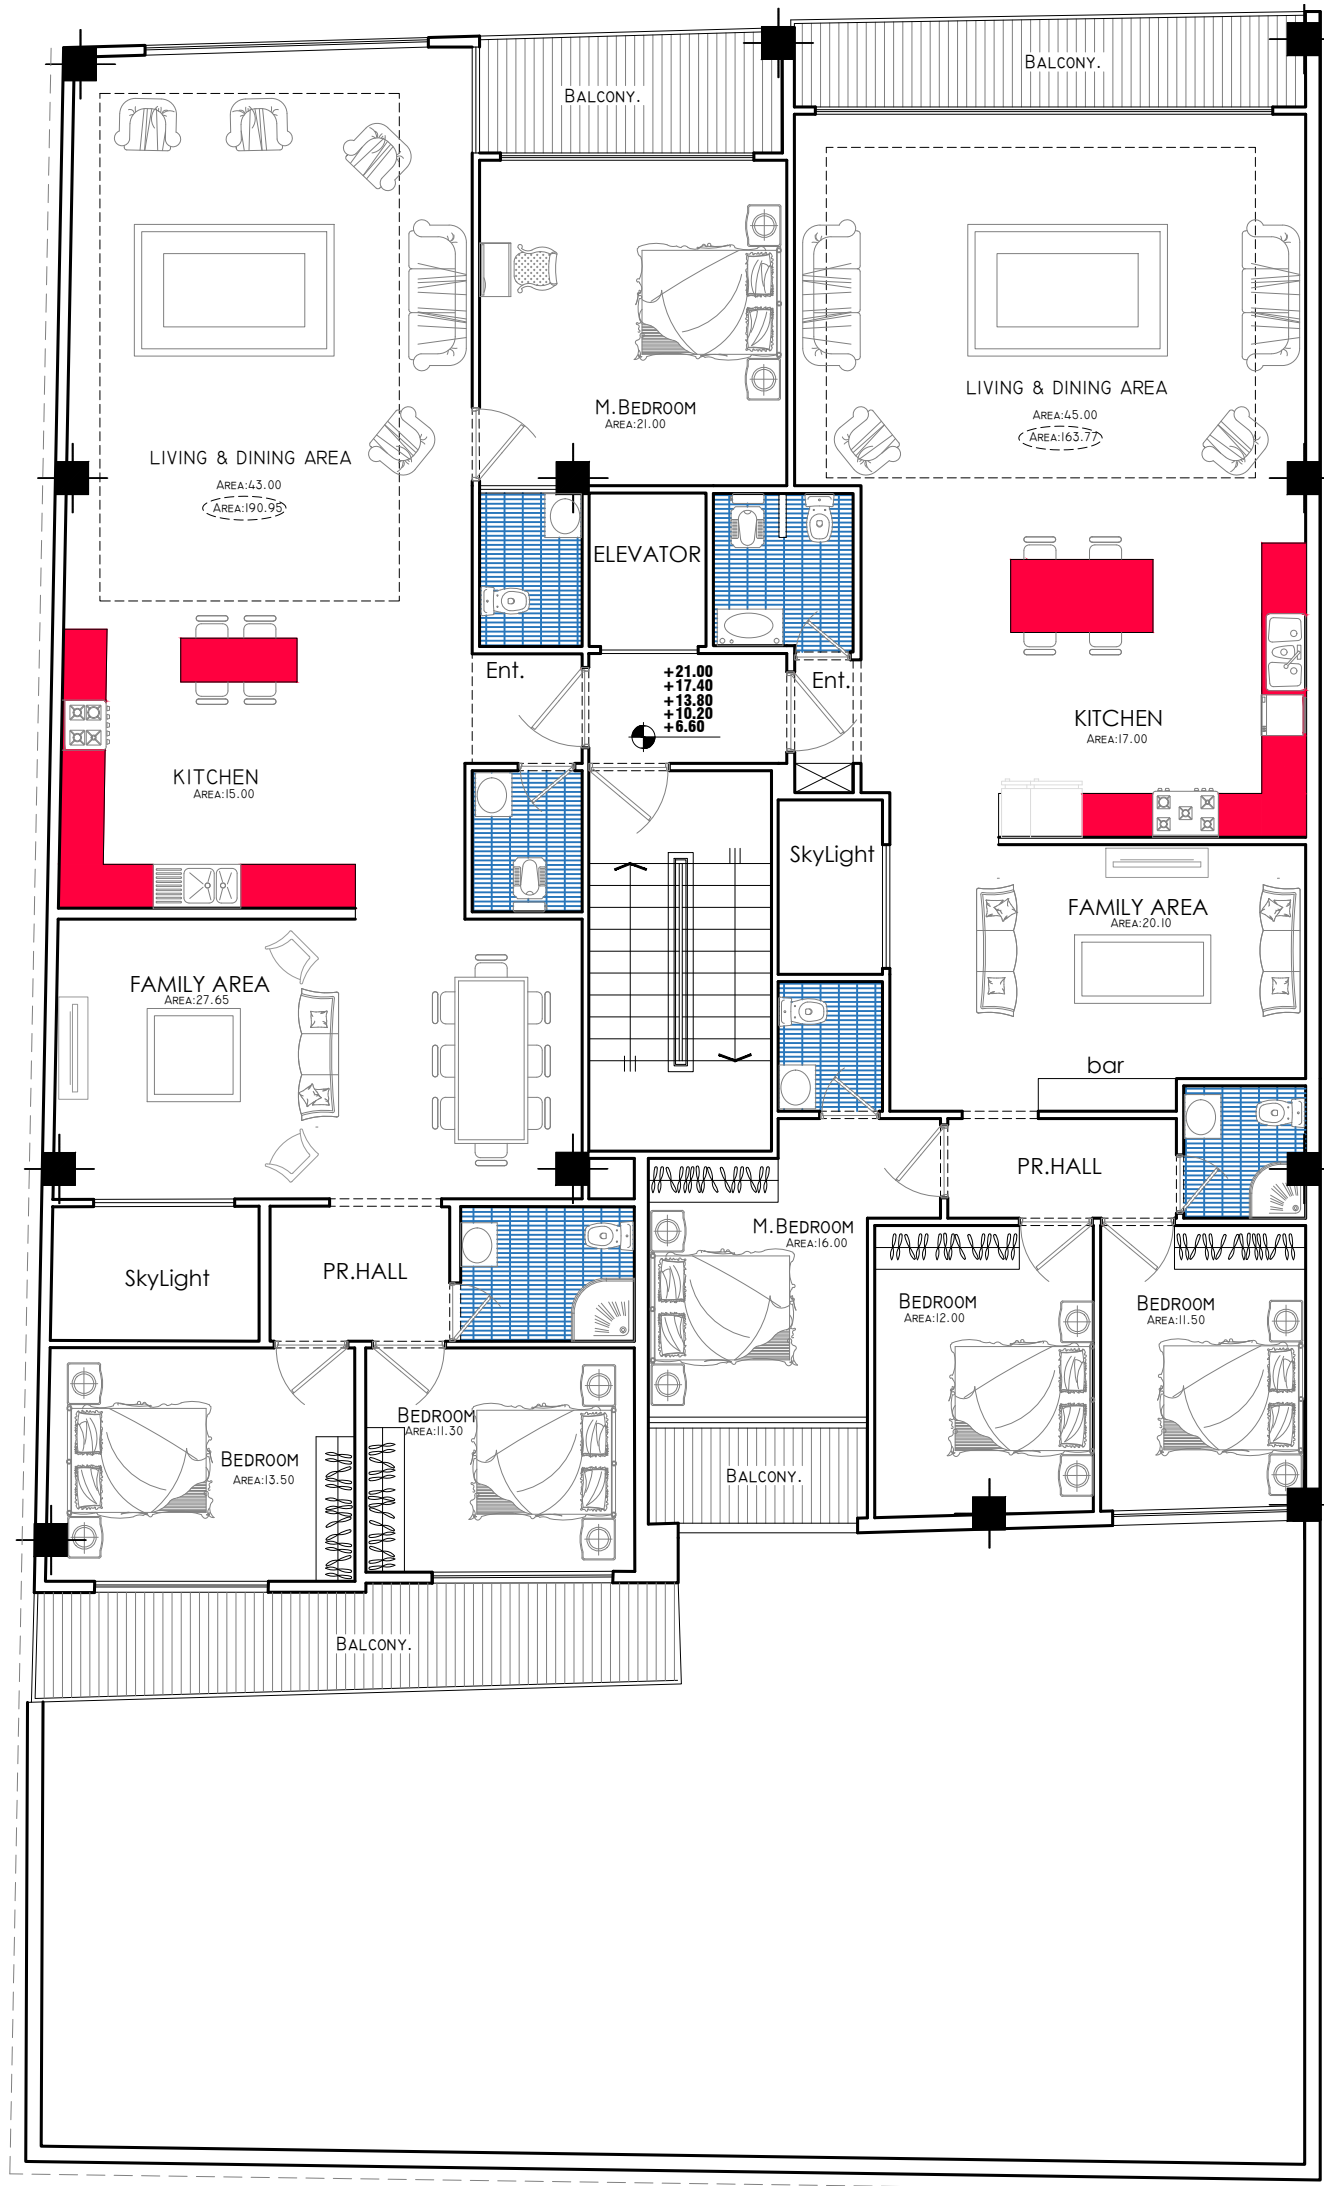 BALCONY.
BALCONY.
LIVING & DINING AREA
AREA:45.00
AREA:163.77
M.BEDROOM
AREA:21.00
LIVING & DINING AREA
AREA:43.00
AREA:190.95
ELEVATOR
Ent.
+21.00
+17.40
+13.80
+10.20
+6.60
Ent.
KITCHEN
AREA:17.00
KITCHEN
AREA:15.00
SkyLight
FAMILY AREA
AREA:20.10
FAMILY AREA
AREA:27.65
bar
PR.HALL
M.BEDROOM
AREA:16.00
SkyLight
PR.HALL
BEDROOM
AREA:12.00
BEDROOM
AREA:11.50
BEDROOM
AREA:11.30
BEDROOM
AREA:13.50
BALCONY.
BALCONY.